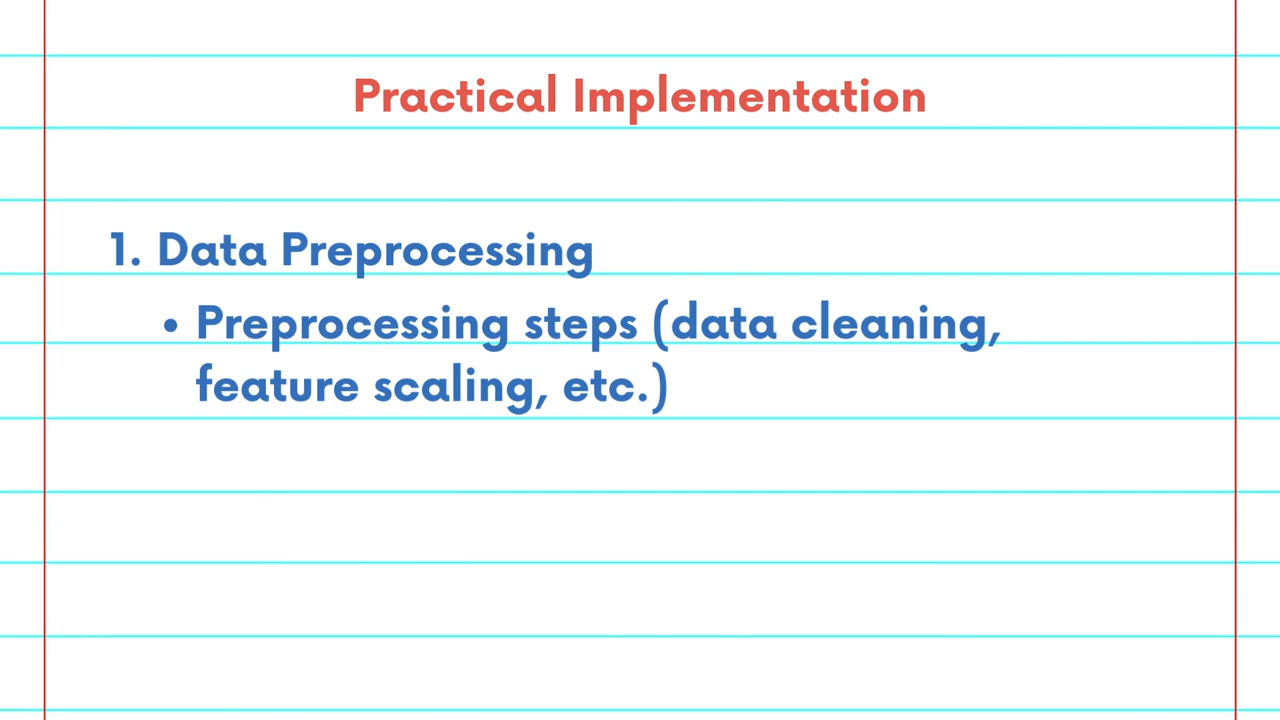 Practical Implementation
1. Data Preprocessing
• Preprocessing steps (data cleaning,
feature scaling, etc.)